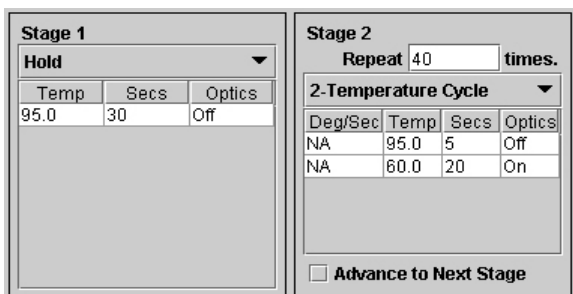 Stage 1
Hold
Temp Secs Optics
95.0 30 Off
Stage 2
Repeat 40 times.
2-Temperature Cycle
Deg/Sec Temp Secs Optics
NA 95.0 5 Off
NA 60.0 20 On
Advance to Next Stage